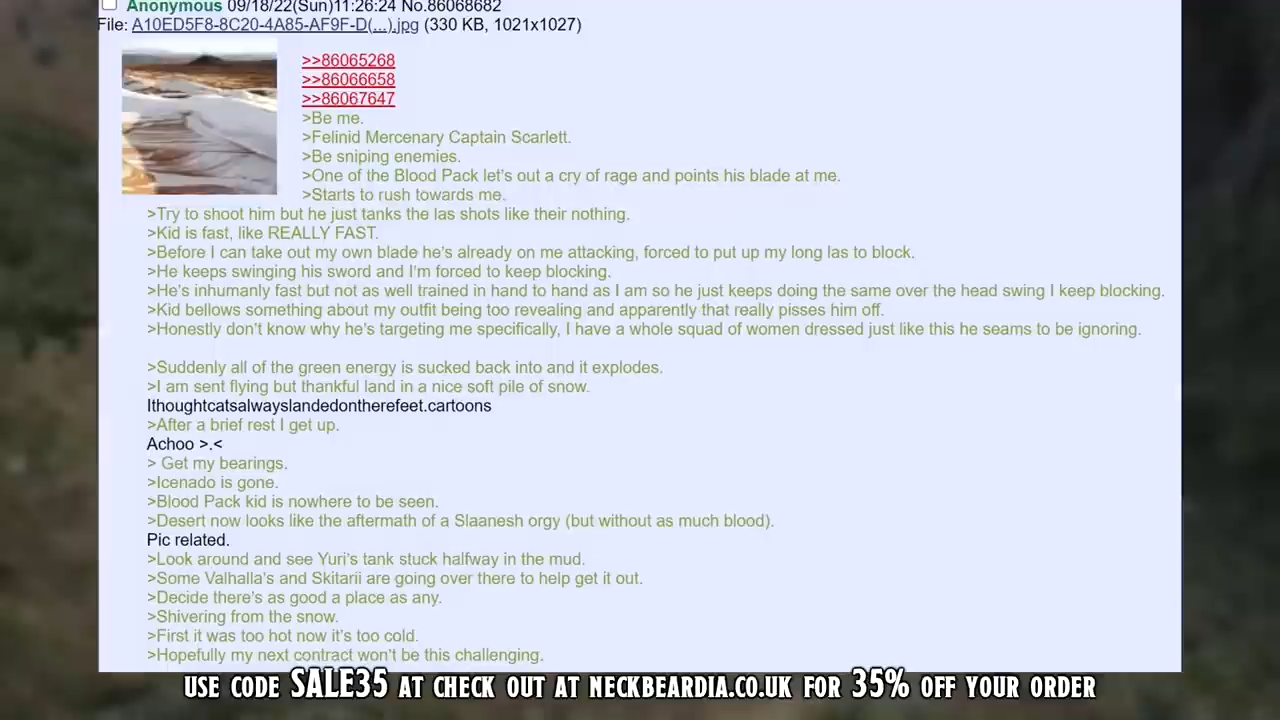 Anonymous 09/18/22(Sun)11:26:24 No.86068682
File: A10ED5F8-8C20-4A85-AF9F-D(...).jpg (330 KB, 1021x1027)
>>86065268
>>86066658
>>86067647
>Be me.
>Felinid Mercenary Captain Scarlett.
>Be sniping enemies.
>One of the Blood Pack let's out a cry of rage and points his blade at me.
>Starts to rush towards me.
>Try to shoot him but he just tanks the las shots like their nothing.
>Kid is fast, like REALLY FAST.
>Before I can take out my own blade he's already on me attacking, forced to put up my long las to block.
>He keeps swinging his sword and I'm forced to keep blocking.
>He's inhumanly fast but not as well trained in hand to hand as I am so he just keeps doing the same over the head swing I keep blocking.
>Kid bellows something about my outfit being too revealing and apparently that really pisses him off.
>Honestly don't know why he's targeting me specifically, I have a whole squad of women dressed just like this he seams to be ignoring.
>Suddenly all of the green energy is sucked back into and it explodes.
>I am sent flying but thankful land in a nice soft pile of snow.
Ithoughtcatsalwayslandedontherefeet.cartoons
>After a brief rest I get up.
Achoo >.<
> Get my bearings.
>Icenado is gone.
>Blood Pack kid is nowhere to be seen.
>Desert now looks like the aftermath of a Slaanesh orgy (but without as much blood).
Pic related.
>Look around and see Yuri's tank stuck halfway in the mud.
>Some Valhalla's and Skitarii are going over there to help get it out.
>Decide there's as good a place as any.
>Shivering from the snow.
>First it was too hot now it's too cold.
>Hopefully my next contract won't be this challenging.
USE CODE SALE35 AT CHECK OUT AT NECKBEARDIA.CO.UK FOR 35% OFF YOUR ORDER